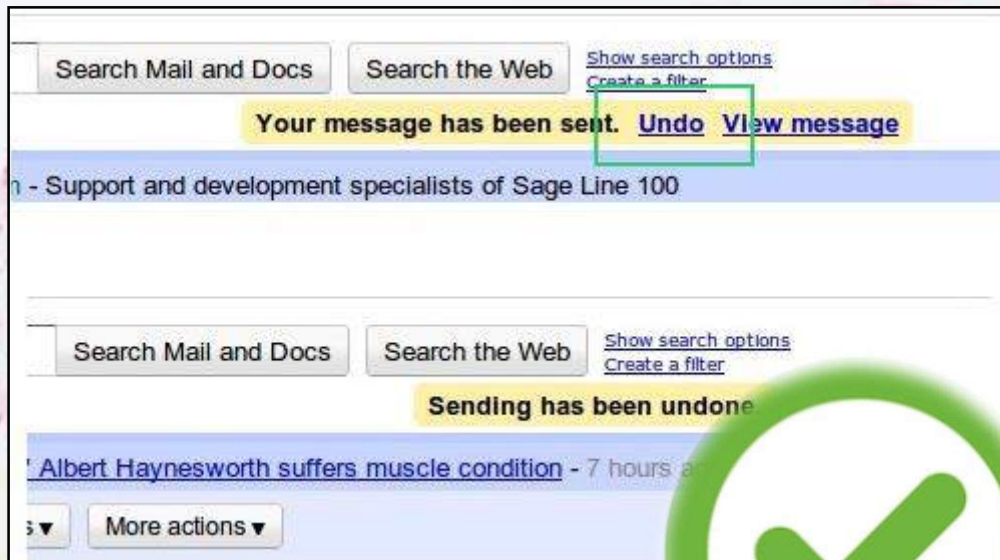 Search Mail and Docs Search the Web Show search options
Create a filter
Your message has been sent. Undo View message
- Support and development specialists of Sage Line 100
Search Mail and Docs Search the Web Show search options
Create a filter
Sending has been undone
Albert Haynesworth suffers muscle condition - 7 hours
s ▾ More actions ▾